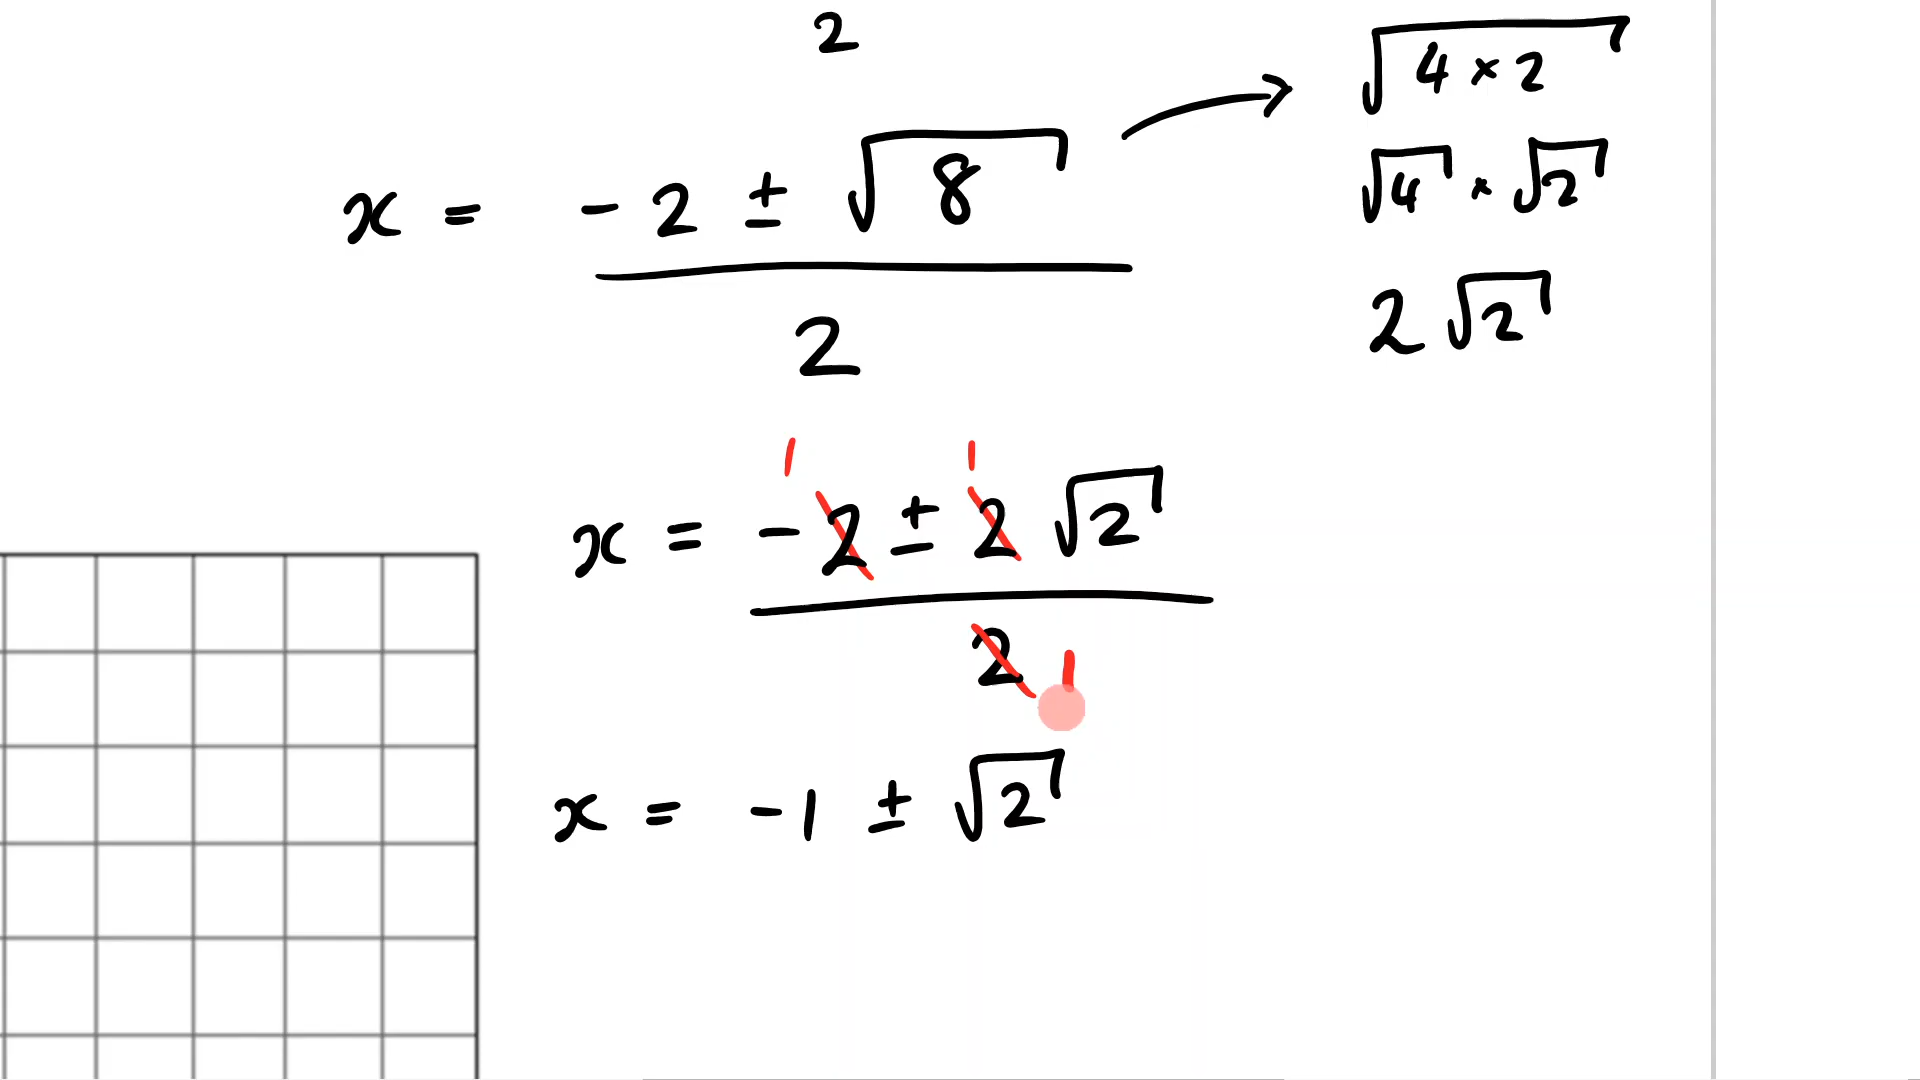 2
x = -2 ± √8
2
√4 × 2
√4 × √2
2√2
1 1
x = -2 ± 2√2
2 1
x = -1 ± √2